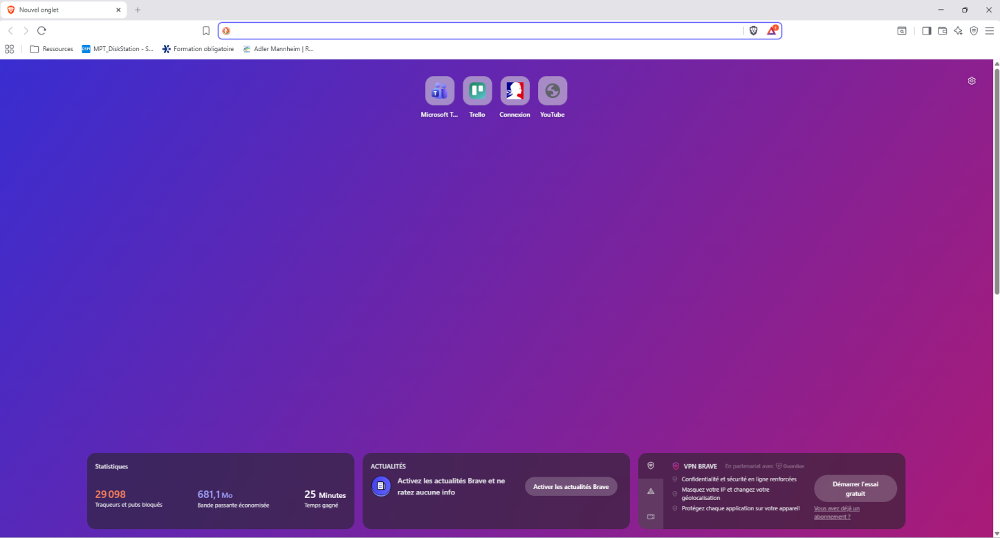 Nouvel onglet
Ressources
DSM
MPT_DiskStation - S...
Formation obligatoire
Adler Mannheim | R...
1
Microsoft T...
Trello
Connexion
YouTube
Statistiques
29 098
Traqueurs et pubs bloqués
681,1 Mo
Bande passante économisée
25 Minutes
Temps gagné
ACTUALITÉS
Activez les actualités Brave et ne
ratez aucune info
Activer les actualités Brave
VPN BRAVE
En partenariat avec Guardian
Confidentialité et sécurité en ligne renforcées
Masquez votre IP et changez votre
géolocalisation
Protégez chaque application sur votre appareil
Démarrer l'essai
gratuit
Vous avez déjà un
abonnement ?